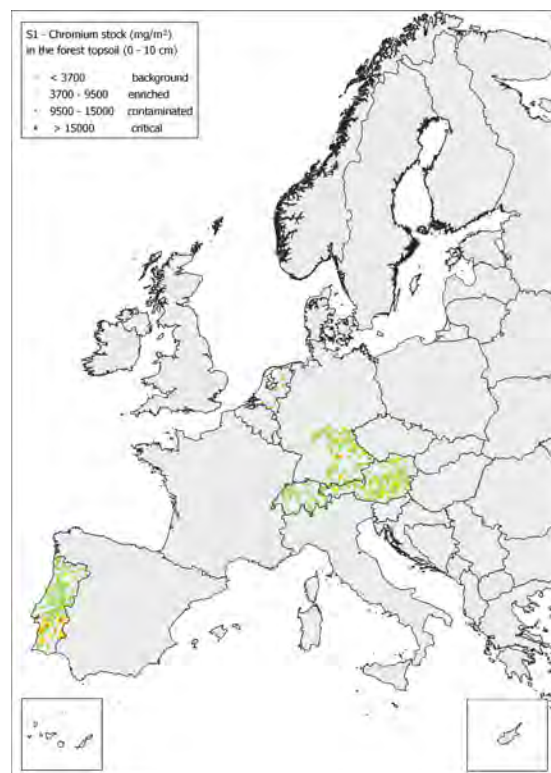 S1 - Chromium stock (mg/m²)
in the forest topsoil (0 - 10 cm)
< 3700 background
3700 - 9500 enriched
9500 - 15000 contaminated
> 15000 critical